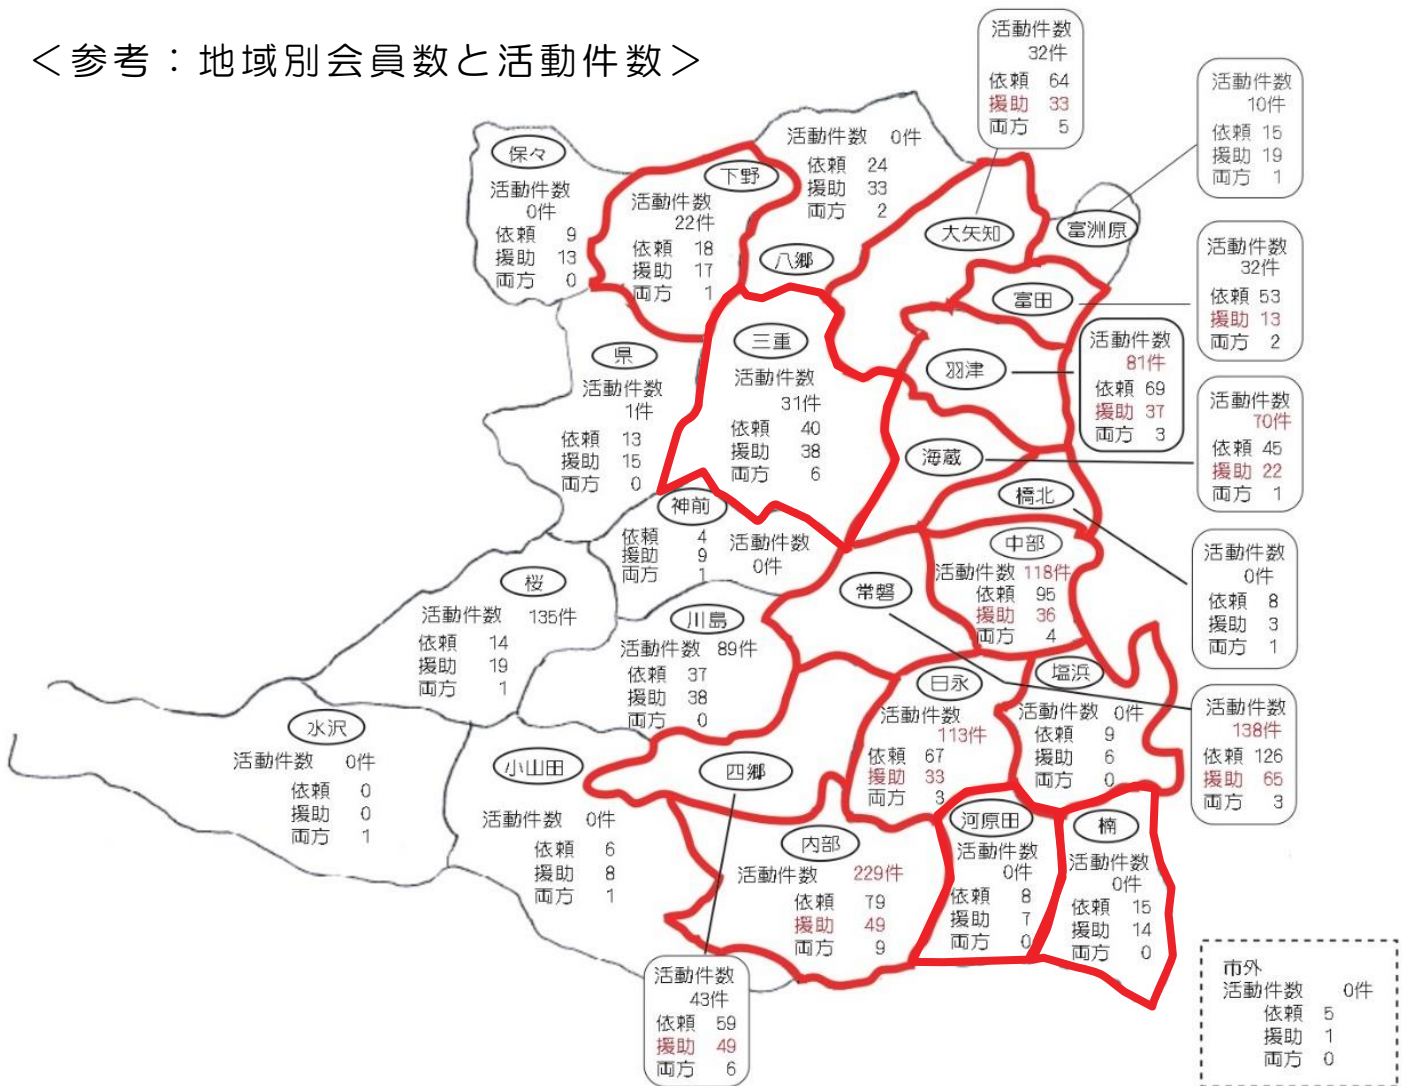 ＜参考：地域別会員数と活動件数＞
活動件数
32件
依頼 64
援助 33
両方 5
活動件数
10件
依頼 15
援助 19
両方 1
保々
活動件数
0件
依頼 9
援助 13
両方 0
下野
活動件数
22件
依頼 18
援助 17
両方 1
活動件数 0件
依頼 24
援助 33
両方 2
八郷
大矢知
富洲原
富田
活動件数
32件
依頼 53
援助 13
両方 2
県
活動件数
1件
依頼 13
援助 15
両方 0
三重
活動件数
31件
依頼 40
援助 38
両方 6
羽津
活動件数
81件
依頼 69
援助 37
両方 3
海蔵
活動件数
70件
依頼 45
援助 22
両方 1
橋北
活動件数
0件
依頼 8
援助 3
両方 1
神前
依頼 4
援助 9
両方 1
活動件数
0件
中部
活動件数 118件
依頼 95
援助 36
両方 4
桜
活動件数 135件
依頼 14
援助 19
両方 1
川島
活動件数 89件
依頼 37
援助 38
両方 0
常磐
活動件数
138件
依頼 126
援助 65
両方 3
日永
活動件数
113件
依頼 67
援助 33
両方 3
塩浜
活動件数 0件
依頼 9
援助 6
両方 0
水沢
活動件数 0件
依頼 0
援助 0
両方 1
小山田
活動件数 0件
依頼 6
援助 8
両方 1
四郷
活動件数
43件
依頼 59
援助 49
両方 6
内部
活動件数 229件
依頼 79
援助 49
両方 9
河原田
活動件数
0件
依頼 8
援助 7
両方 0
楠
活動件数
0件
依頼 15
援助 14
両方 0
市外
活動件数 0件
依頼 5
援助 1
両方 0